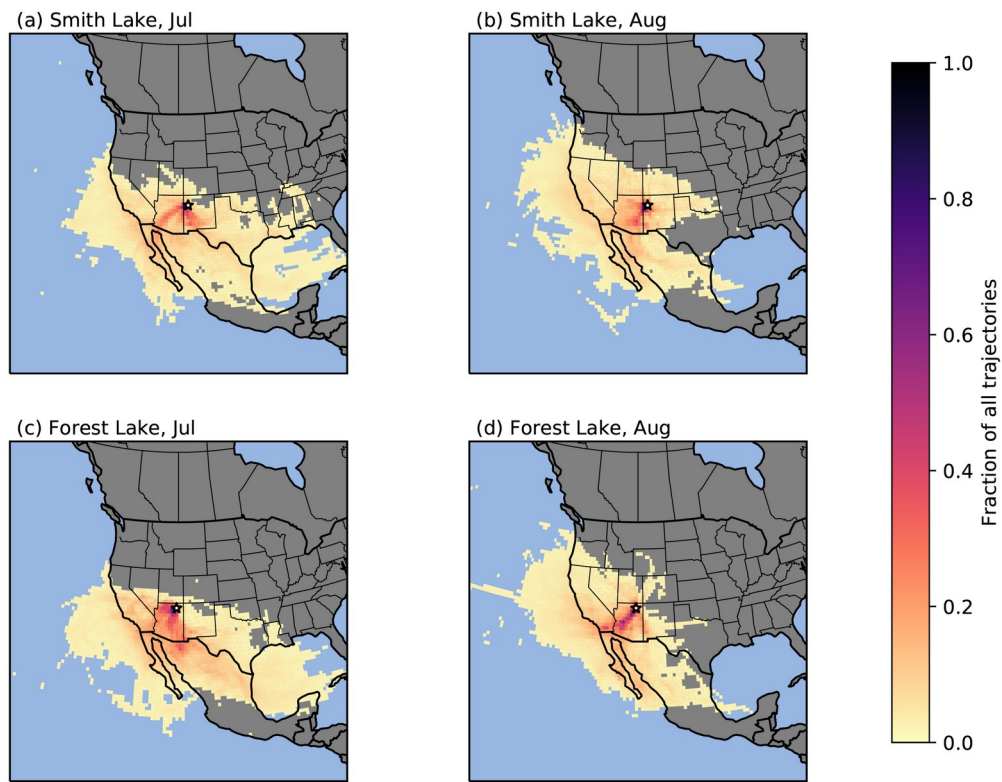 (a) Smith Lake, Jul
(b) Smith Lake, Aug
(c) Forest Lake, Jul
(d) Forest Lake, Aug
1.0
0.8
0.6
0.4
0.2
0.0
Fraction of all trajectories